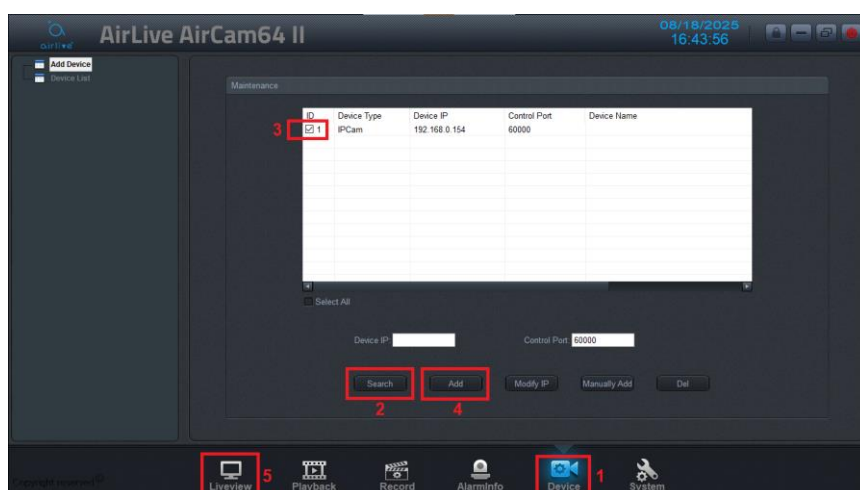 airlive
AirLive AirCam64 II
08/18/2025
16:43:56
Add Device
Device List
Maintenance
ID Device Type Device IP Control Port Device Name
3
1 IPCam 192.168.0.154 60000
Select All
Device IP: Control Port: 60000
Search Add Modify IP Manually Add Del
2 4
5 1
Liveview Playback Record AlarmInfo Device System
Copyright reserved